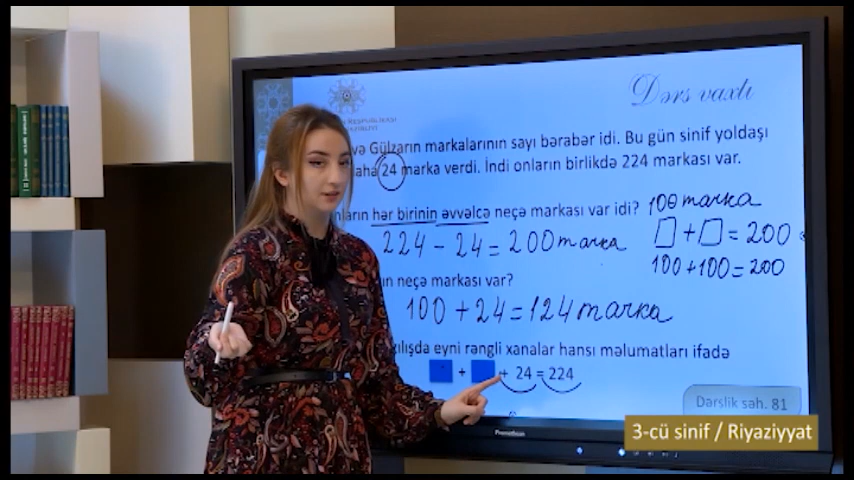 Dərs vaxtı
və Gülzarın markalarının sayı bərabər idi. Bu gün sinif yoldaşı
24 marka verdi. İndi onların birlikdə 224 markası var.
hər birinin əvvəlcə neçə markası var idi? 100 marka
224 - 24 = 200 marka
□ + □ = 200
100 + 100 = 200
neçə markası var?
100 + 24 = 124 marka
eyni rəngli xanalar hansı məlumatları ifadə
+ + 24 = 224
Dərslik səh. 81
Promethean
3-cü sinif / Riyaziyyat